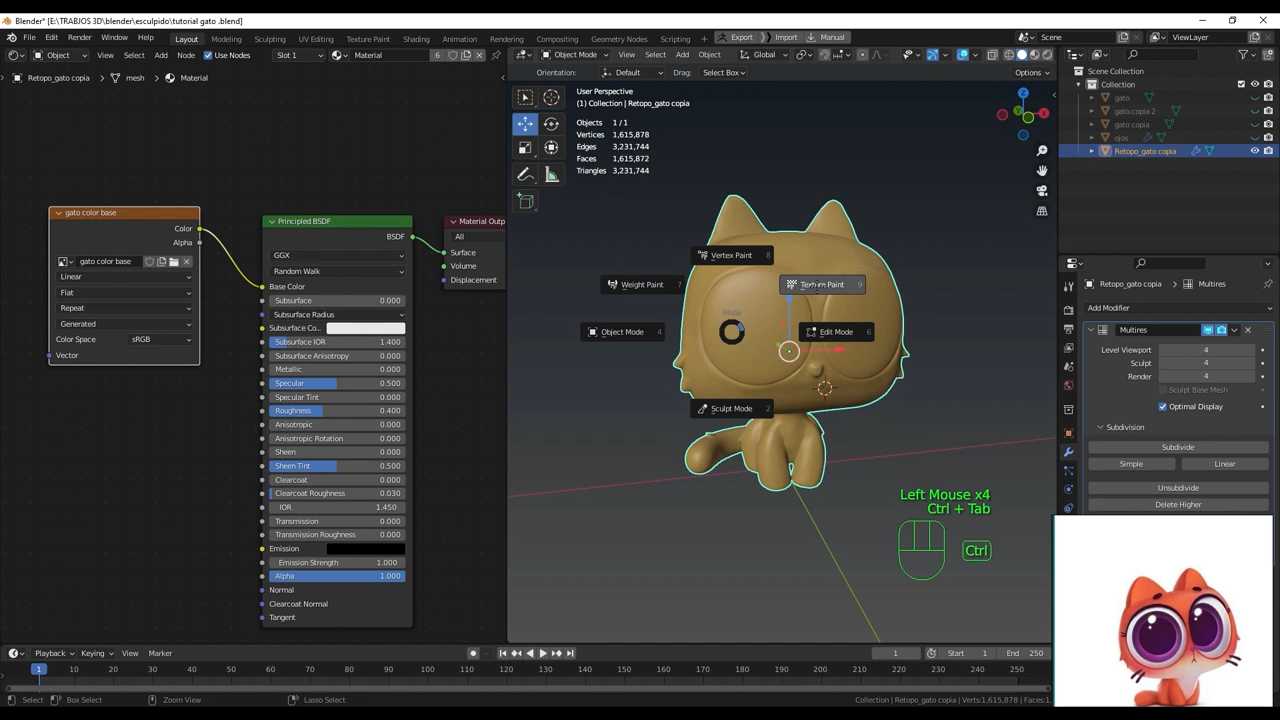 Blender* [E:\TRABJOS 3D\blender\esculpido\tutorial gato .blend]
File Edit Render Window Help Layout Sculpting UV Editing Texture Paint Shading Animation Rendering Compositing Geometry Nodes Scripting Export Import Manual Scene ViewLayer
Object View Select Add Node Use Nodes Slot 1 Material 6
Object Mode View Select Add Object Global
Retopo_gato copia mesh Material
Orientation: Default Drag: Select Box Options
User Perspective
(1) Collection | Retopo_gato copia
Objects 1 / 1
Vertices 1,615,878
Edges 3,231,744
Faces 1,615,872
Triangles 3,231,744
Scene Collection
Collection
gato
gato.copia 2
gato copia
ojos
Retopo_gato copia
gato color base
Color
Alpha
gato color base
Linear
Flat
Repeat
Generated
Color Space sRGB
Vector
Principled BSDF
BSDF
GGX
Random Walk
Base Color
Subsurface 0.000
Subsurface Radius
Subsurface Co...
Subsurface IOR 1.400
Subsurface Anisotropy 0.000
Metallic 0.000
Specular 0.500
Specular Tint 0.000
Roughness 0.400
Anisotropic 0.000
Anisotropic Rotation 0.000
Sheen 0.000
Sheen Tint 0.500
Clearcoat 0.000
Clearcoat Roughness 0.030
IOR 1.450
Transmission 0.000
Transmission Roughness 0.000
Emission
Emission Strength 1.000
Alpha 1.000
Normal
Clearcoat Normal
Tangent
Material Outp
All
Surface
Volume
Displacement
Vertex Paint 8
Weight Paint 7
Texture Paint 9
Object Mode 4
Edit Mode 6
Sculpt Mode 2
Left Mouse x4
Ctrl + Tab
Ctrl
Retopo_gato copia Multires
Add Modifier
Multires
Level Viewport 4
Sculpt 4
Render 4
Sculpt Base Mesh
Optimal Display
Subdivision
Subdivide
Simple Linear
Unsubdivide
Delete Higher
Playback Keying View Marker 1 Start 1 End 250
1 10 20 30 40 50 60 70 80 90 100 110 120 130 140 150 160 170 180 190 200 210 220 230 240 250
Select Box Select Zoom View Lasso Select Collection | Retopo_gato copia | Verts:1,615,878 | Faces:1,